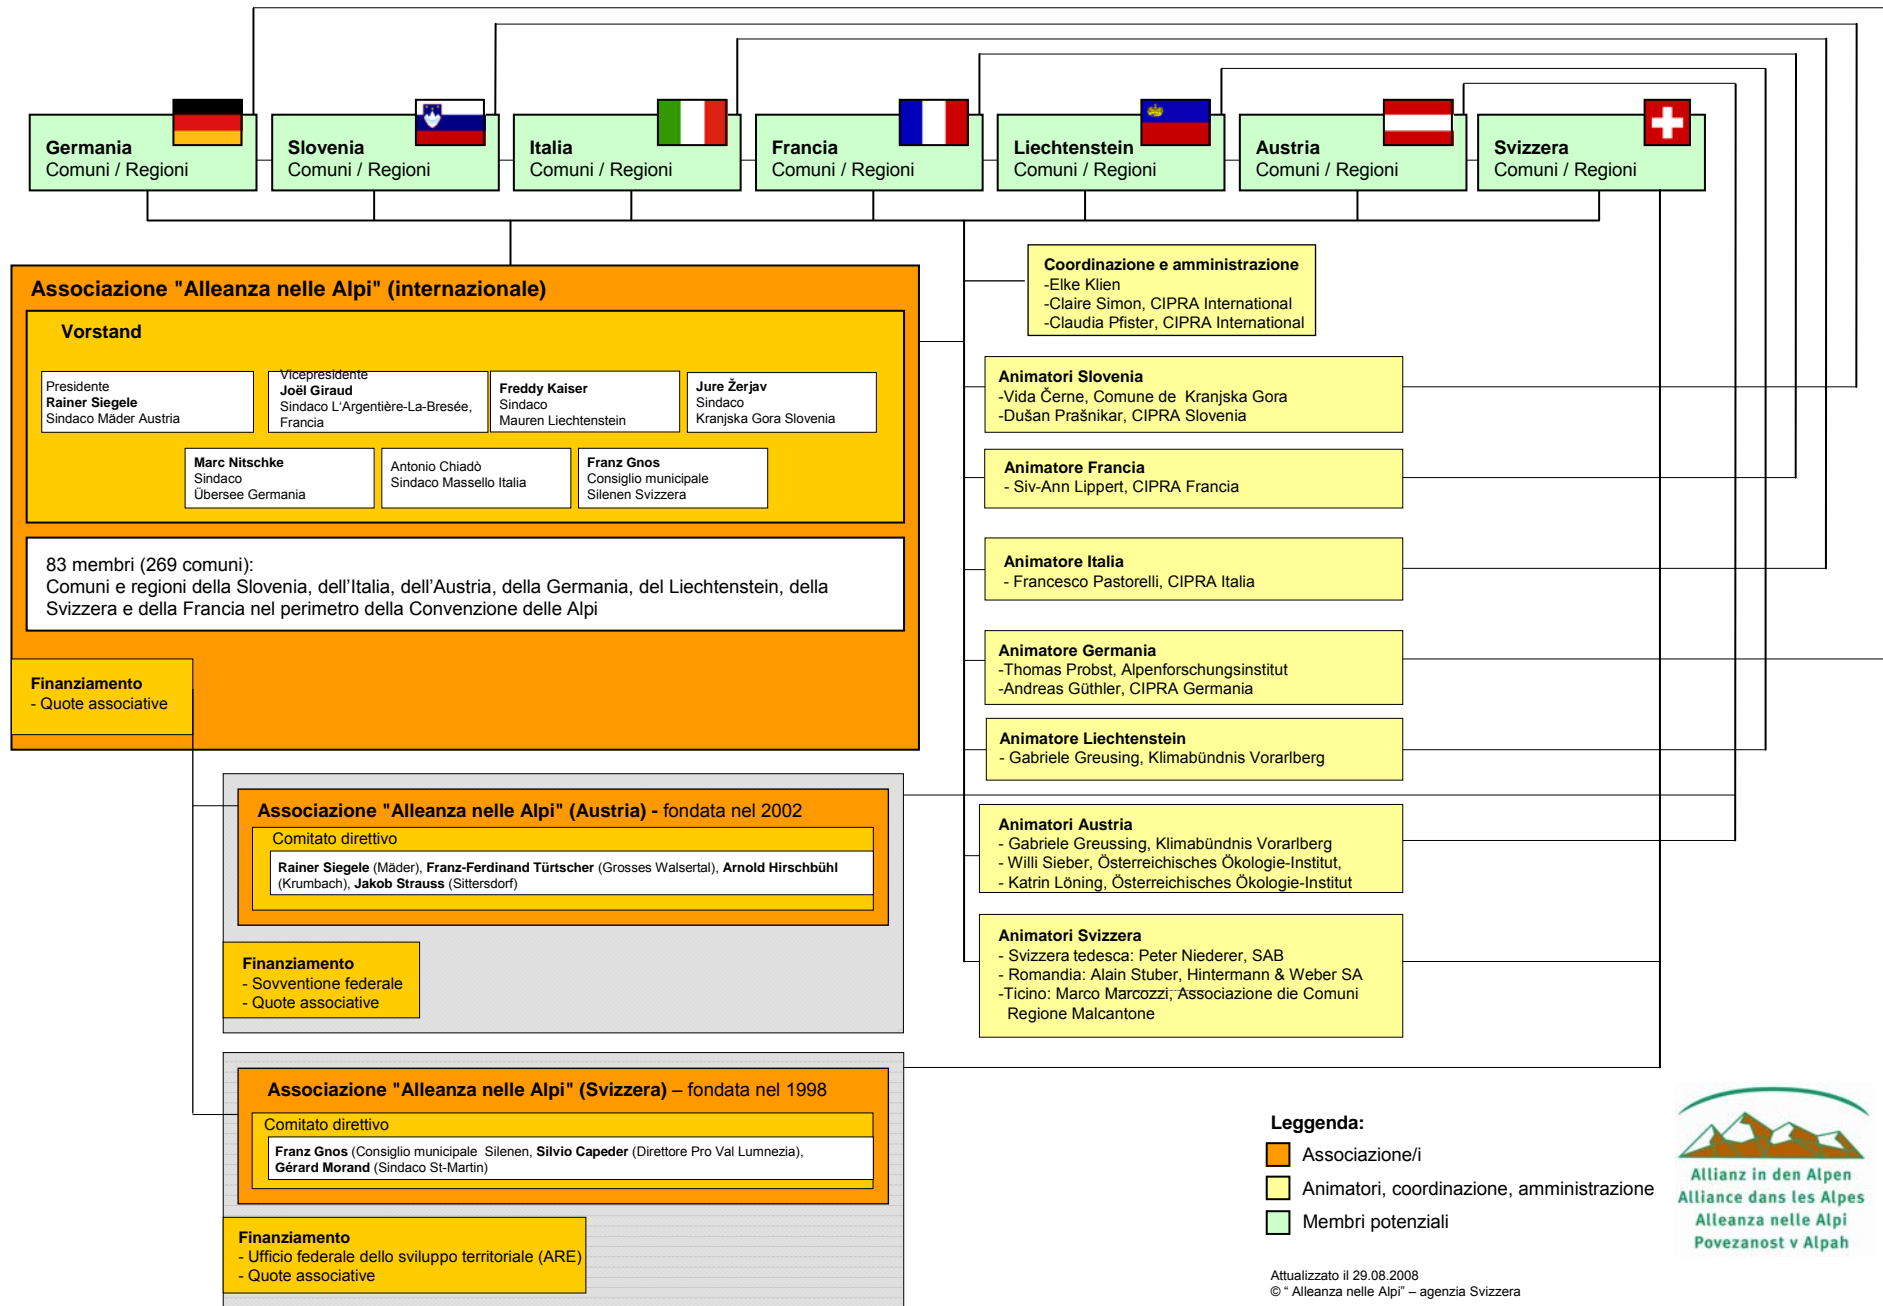 Germania
Comuni / Regioni
Slovenia
Comuni / Regioni
Italia
Comuni / Regioni
Francia
Comuni / Regioni
Liechtenstein
Comuni / Regioni
Austria
Comuni / Regioni
Svizzera
Comuni / Regioni
Associazione "Alleanza nelle Alpi" (internazionale)
Vorstand
Presidente
Rainer Siegele
Sindaco Mäder Austria
Vicepresidente
Joël Giraud
Sindaco L'Argentière-La-Bresée,
Francia
Freddy Kaiser
Sindaco
Mauren Liechtenstein
Jure Žerjav
Sindaco
Kranjska Gora Slovenia
Marc Nitschke
Sindaco
Übersee Germania
Antonio Chiadò
Sindaco Massello Italia
Franz Gnos
Consiglio municipale
Silenen Svizzera
83 membri (269 comuni):
Comuni e regioni della Slovenia, dell'Italia, dell'Austria, della Germania, del Liechtenstein, della
Svizzera e della Francia nel perimetro della Convenzione delle Alpi
Finanziamento
- Quote associative
Associazione "Alleanza nelle Alpi" (Austria) - fondata nel 2002
Comitato direttivo
Rainer Siegele (Mäder), Franz-Ferdinand Türtscher (Grosses Walsertal), Arnold Hirschbühl
(Krumbach), Jakob Strauss (Sittersdorf)
Finanziamento
- Sovventione federale
- Quote associative
Associazione "Alleanza nelle Alpi" (Svizzera) – fondata nel 1998
Comitato direttivo
Franz Gnos (Consiglio municipale  Silenen, Silvio Capeder (Direttore Pro Val Lumnezia),
Gérard Morand (Sindaco St-Martin)
Finanziamento
- Ufficio federale dello sviluppo territoriale (ARE)
- Quote associative
Coordinazione e amministrazione
-Elke Klien
-Claire Simon, CIPRA International
-Claudia Pfister, CIPRA International
Animatori Slovenia
-Vida Černe, Comune de  Kranjska Gora
-Dušan Prašnikar, CIPRA Slovenia
Animatore Francia
- Siv-Ann Lippert, CIPRA Francia
Animatore Italia
- Francesco Pastorelli, CIPRA Italia
Animatore Germania
-Thomas Probst, Alpenforschungsinstitut
-Andreas Güthler, CIPRA Germania
Animatore Liechtenstein
- Gabriele Greusing, Klimabündnis Vorarlberg
Animatori Austria
- Gabriele Greussing, Klimabündnis Vorarlberg
- Willi Sieber, Österreichisches Ökologie-Institut,
- Katrin Löning, Österreichisches Ökologie-Institut
Animatori Svizzera
- Svizzera tedesca: Peter Niederer, SAB
- Romandia: Alain Stuber, Hintermann & Weber SA
-Ticino: Marco Marcozzi, Associazione die Comuni
Regione Malcantone
Leggenda:
Associazione/i
Animatori, coordinazione, amministrazione
Membri potenziali
Attualizzato il 29.08.2008
© " Alleanza nelle Alpi" – agenzia Svizzera
Allianz in den Alpen
Alliance dans les Alpes
Alleanza nelle Alpi
Povezanost v Alpah